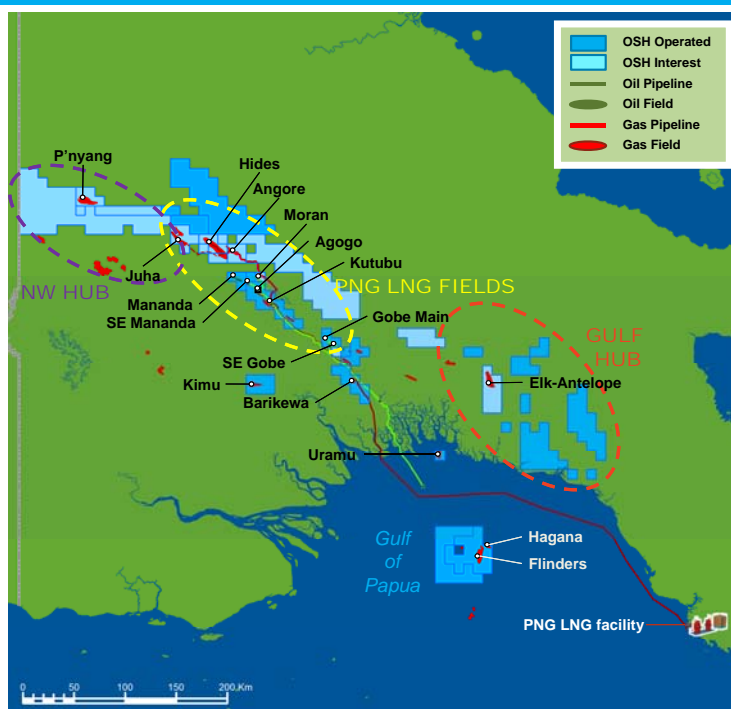 OSH Operated
OSH Interest
Oil Pipeline
Oil Field
Gas Pipeline
Gas Field
P'nyang
Hides
Angore
Moran
Agogo
Kutubu
Juha
PNG LNG FIELDS
NW HUB
Mananda
SE Mananda
Gobe Main
GULF
HUB
SE Gobe
Kimu
Elk-Antelope
Barikewa
Uramu
Hagana
Gulf
of
Papua
Flinders
PNG LNG facility
0 50 100 150 200 Km